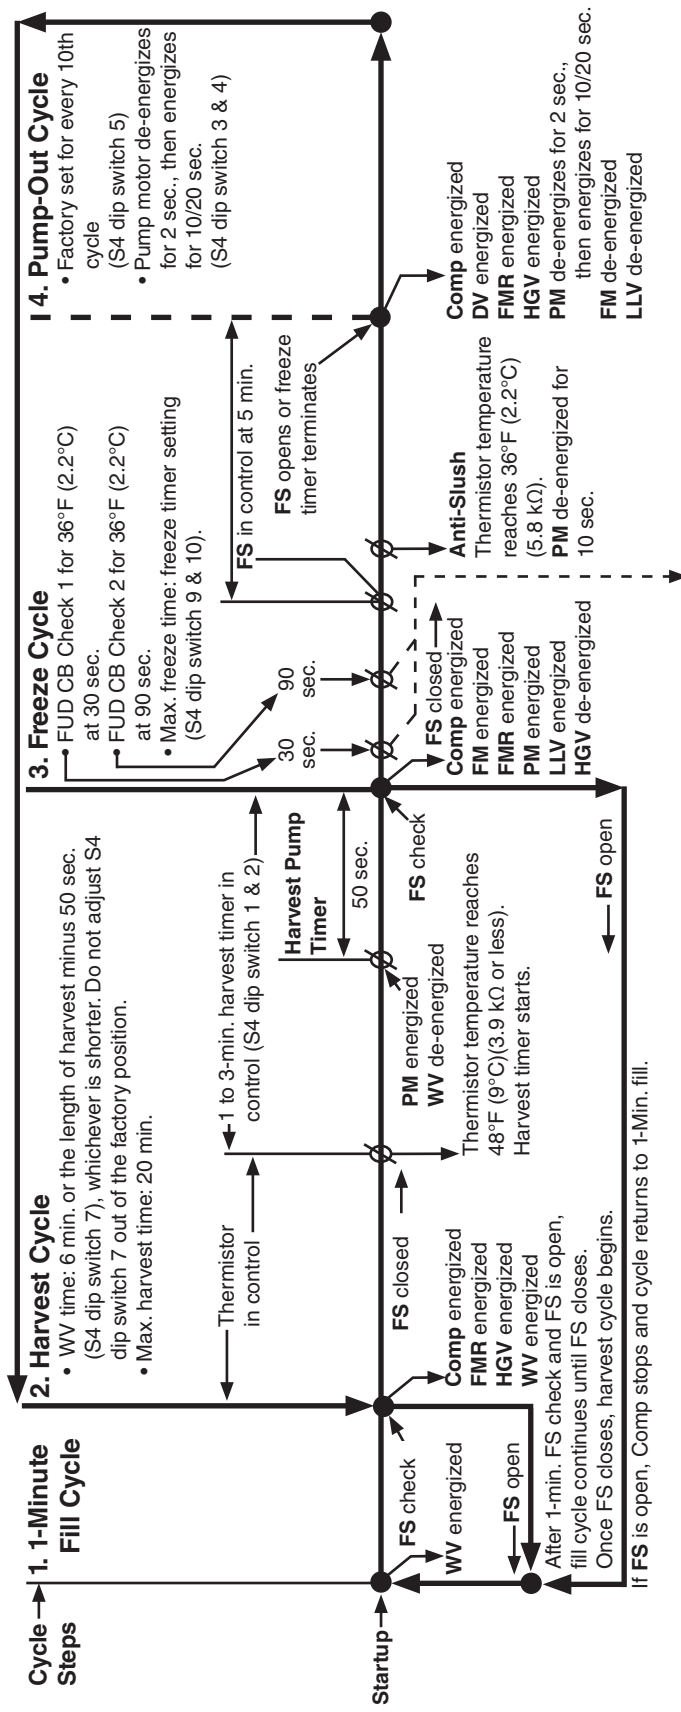 Cycle
Steps
1. 1-Minute
Fill Cycle
2. Harvest Cycle
• WV time: 6 min. or the length of harvest minus 50 sec.
(S4 dip switch 7), whichever is shorter. Do not adjust S4
dip switch 7 out of the factory position.
• Max. harvest time: 20 min.
3. Freeze Cycle
• FUD CB Check 1 for 36°F (2.2°C)
at 30 sec.
• FUD CB Check 2 for 36°F (2.2°C)
at 90 sec.
• Max. freeze time: freeze timer setting
(S4 dip switch 9 & 10).
4. Pump-Out Cycle
• Factory set for every 10th
cycle
(S4 dip switch 5)
• Pump motor de-energizes
for 2 sec., then energizes
for 10/20 sec.
(S4 dip switch 3 & 4)
Thermistor
in control
1 to 3-min. harvest timer in
control (S4 dip switch 1 & 2)
Harvest Pump
Timer
50 sec.
30
sec.
90
sec.
FS in control at 5 min.
FS opens or freeze
timer terminates
Startup
FS check
WV energized
FS open
After 1-min. FS check and FS is open,
fill cycle continues until FS closes.
Once FS closes, harvest cycle begins.
If FS is open, Comp stops and cycle returns to 1-Min. fill.
FS closed
Comp energized
FMR energized
HGV energized
WV energized
Thermistor temperature reaches
48°F (9°C)(3.9 kΩ or less).
Harvest timer starts.
PM energized
WV de-energized
FS check
FS open
FS closed
Comp energized
FM energized
FMR energized
PM energized
LLV energized
HGV de-energized
Anti-Slush
Thermistor temperature
reaches 36°F (2.2°C)
(5.8 kΩ).
PM de-energized for
10 sec.
Comp energized
DV energized
FMR energized
HGV energized
PM de-energizes for 2 sec.,
then energizes for 10/20 sec.
FM de-energized
LLV de-energized